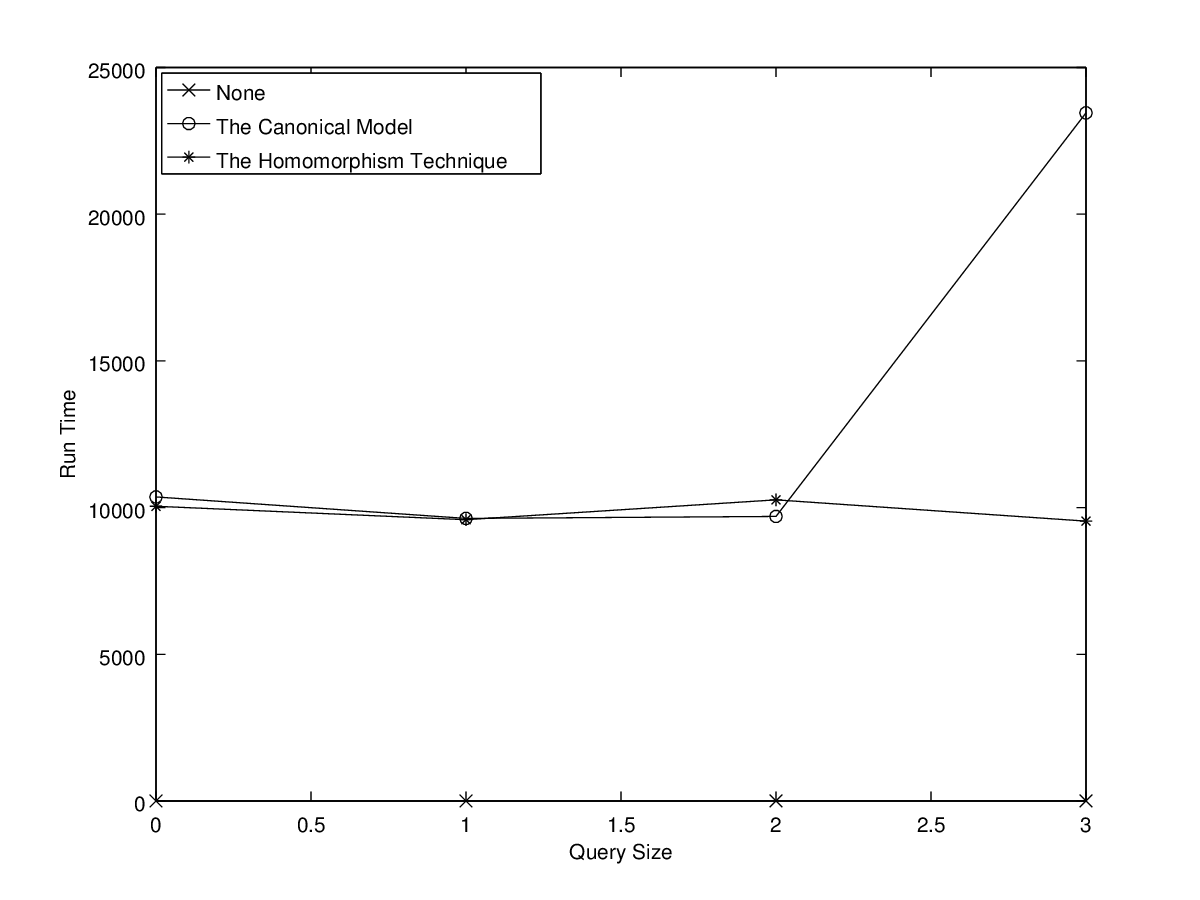 25000
None
The Canonical Model
The Homomorphism Technique
20000
15000
Run Time
10000
5000
0
0 0.5 1 1.5 2 2.5 3
Query Size